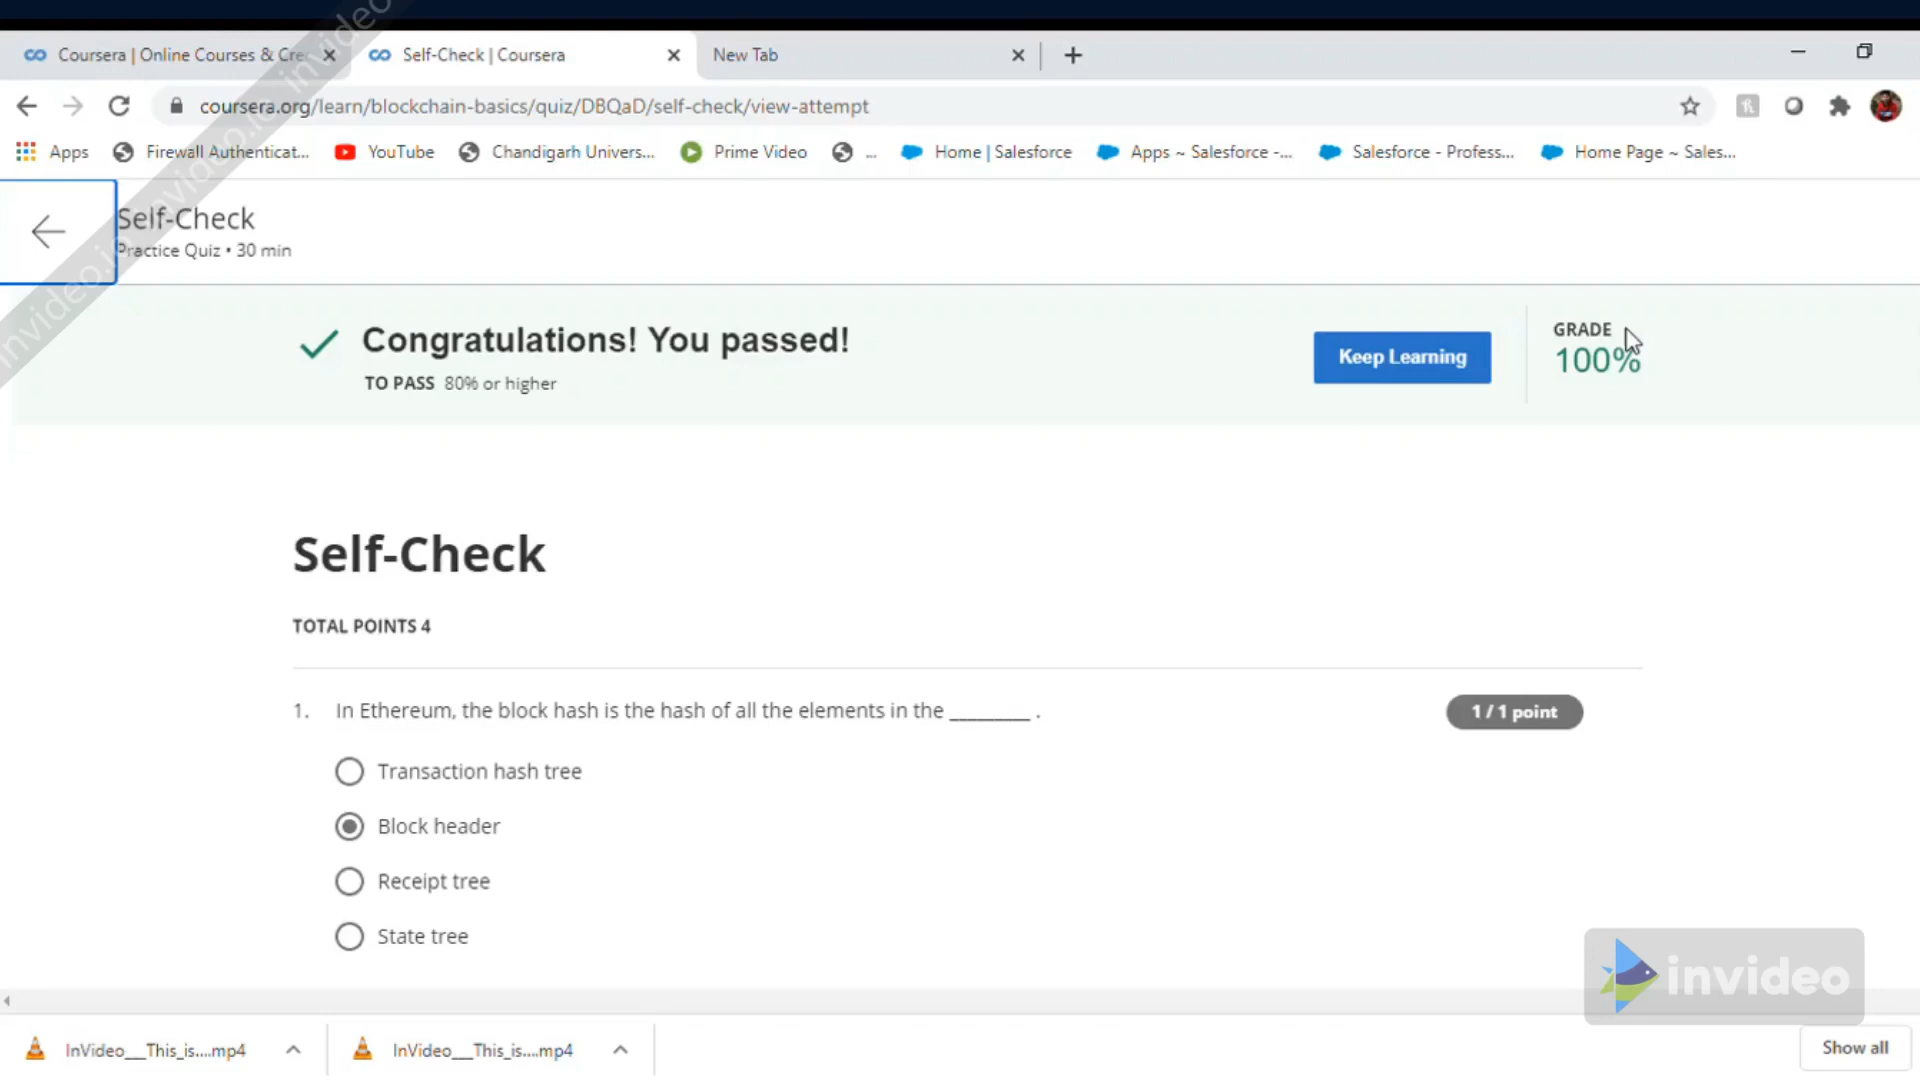 Coursera | Online Courses & Cre
Self-Check | Coursera
New Tab
coursera.org/learn/blockchain-basics/quiz/DBQaD/self-check/view-attempt
Apps
Firewall Authenticat...
YouTube
Chandigarh Univers...
Prime Video
...
Home | Salesforce
Apps ~ Salesforce -...
Salesforce - Profess...
Home Page ~ Sales...
Self-Check
Practice Quiz • 30 min
Congratulations! You passed!
TO PASS 80% or higher
Keep Learning
GRADE
100%
Self-Check
TOTAL POINTS 4
1. In Ethereum, the block hash is the hash of all the elements in the ________ .
1 / 1 point
Transaction hash tree
Block header
Receipt tree
State tree
invideo
InVideo__This_is....mp4
InVideo__This_is....mp4
Show all
invideo.io invideo.io invideo